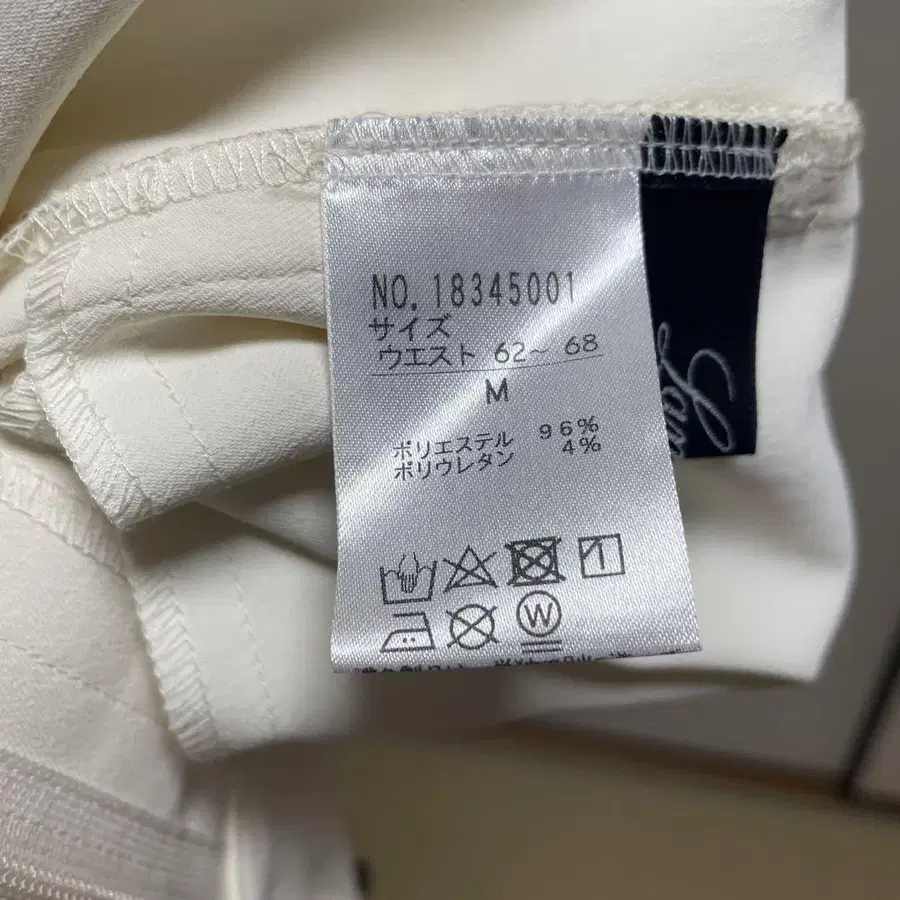 NO. 18345001
サイズ
ウエスト 62～ 68
M
ポリエステル 96%
ポリウレタン 4%
W